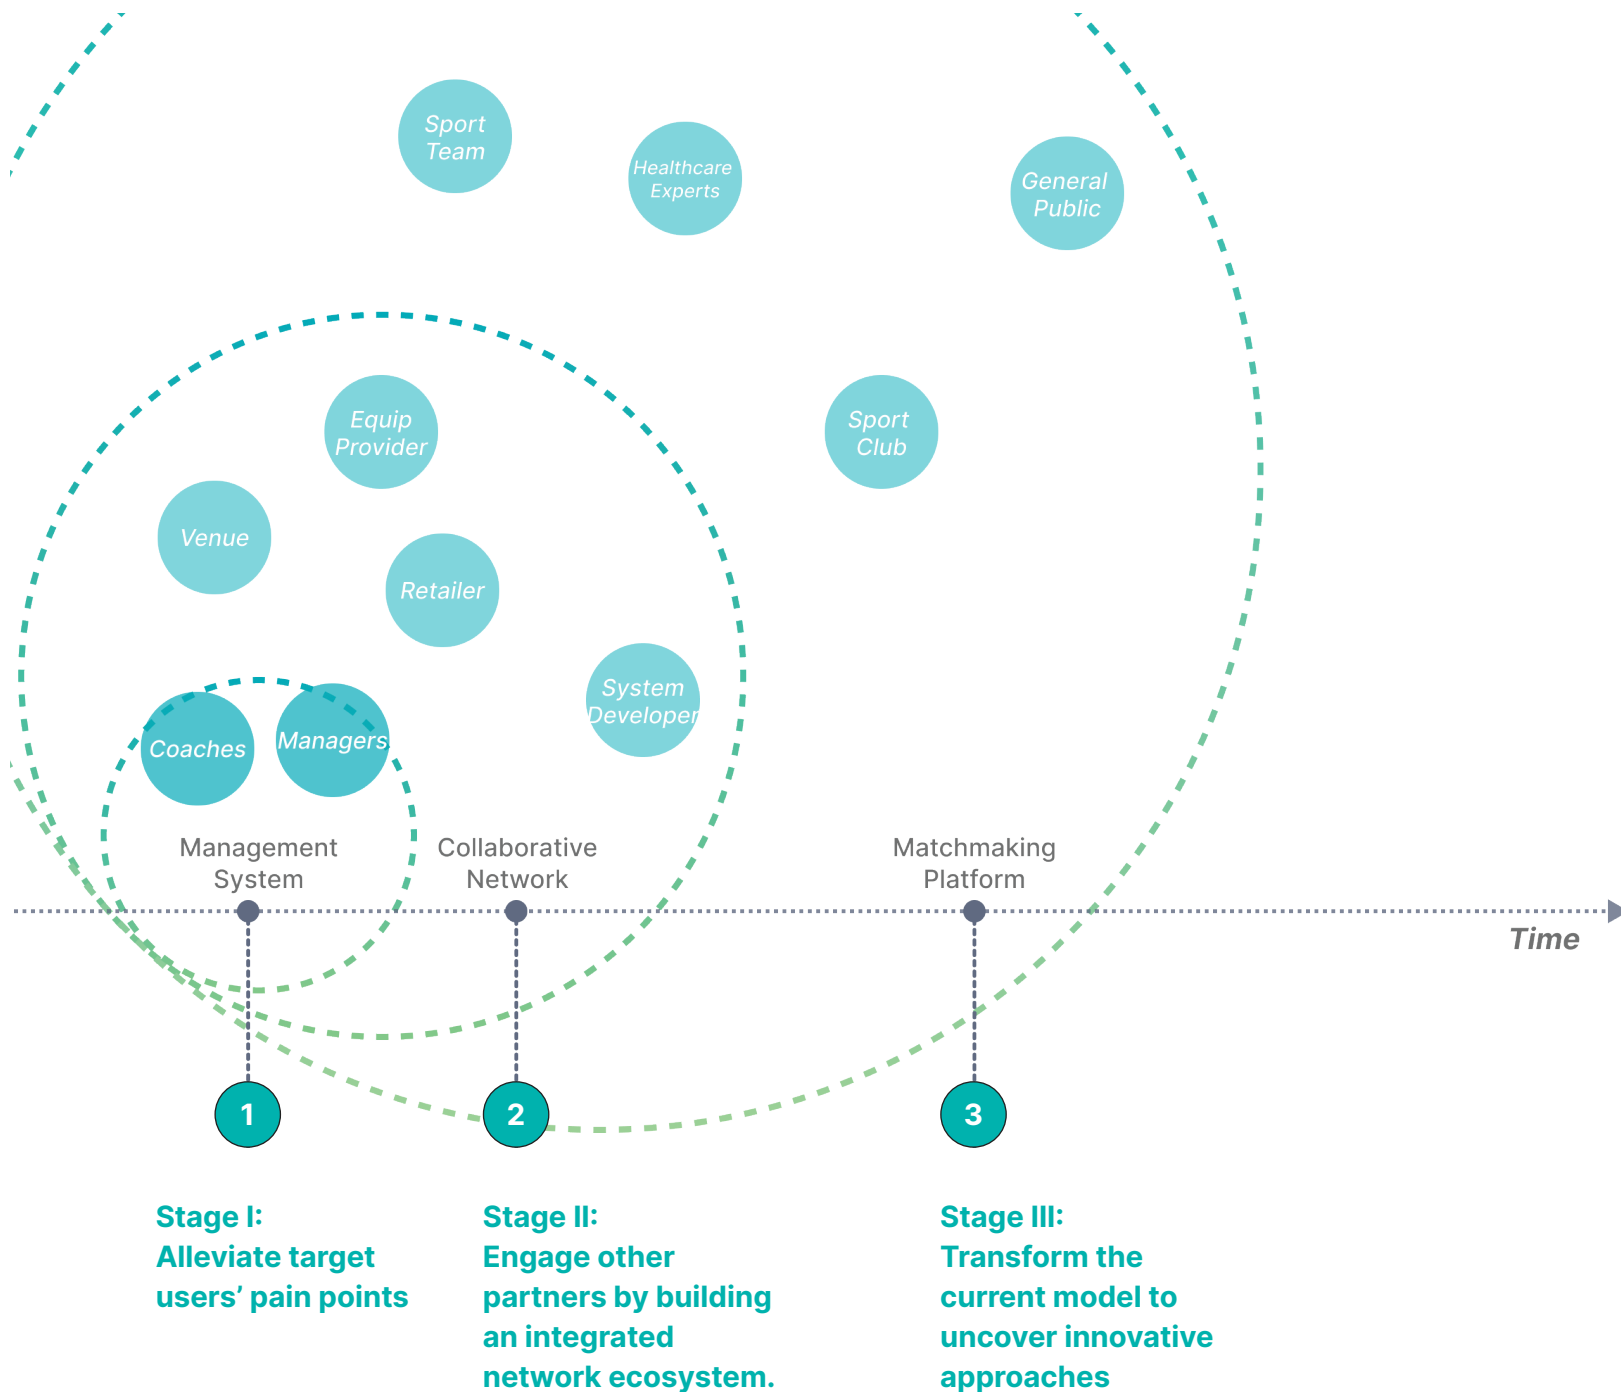 Sport
Team
Healthcare
Experts
General
Public
Equip
Provider
Sport
Club
Venue
Retailer
System
Developer
Coaches
Managers
Management
System
Collaborative
Network
Matchmaking
Platform
Time
1
2
3
Stage I:
Alleviate target
users’ pain points
Stage II:
Engage other
partners by building
an integrated
network ecosystem.
Stage III:
Transform the
current model to
uncover innovative
approaches